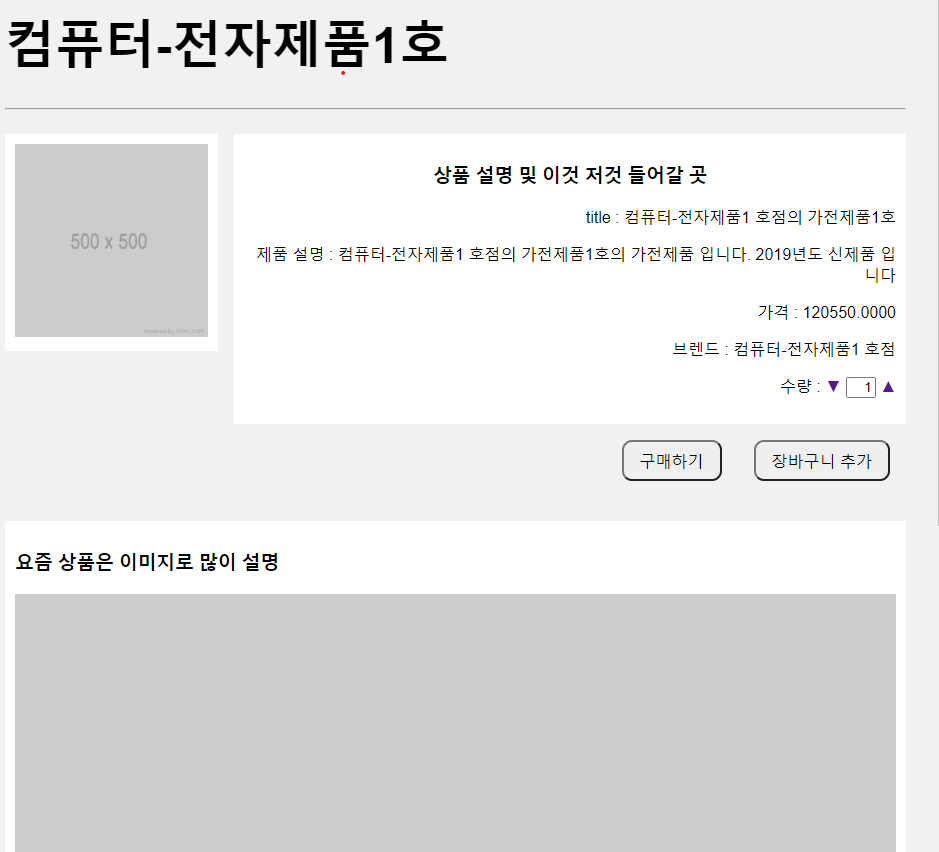 컴퓨터-전자제품1호
500 x 500
상품 설명 및 이것 저것 들어갈 곳
title : 컴퓨터-전자제품1 호점의 가전제품1호
제품 설명 : 컴퓨터-전자제품1 호점의 가전제품1호의 가전제품 입니다. 2019년도 신제품 입
니다
가격 : 120550.0000
브렌드 : 컴퓨터-전자제품1 호점
수량 : ▼ 1 ▲
구매하기 장바구니 추가
요즘 상품은 이미지로 많이 설명